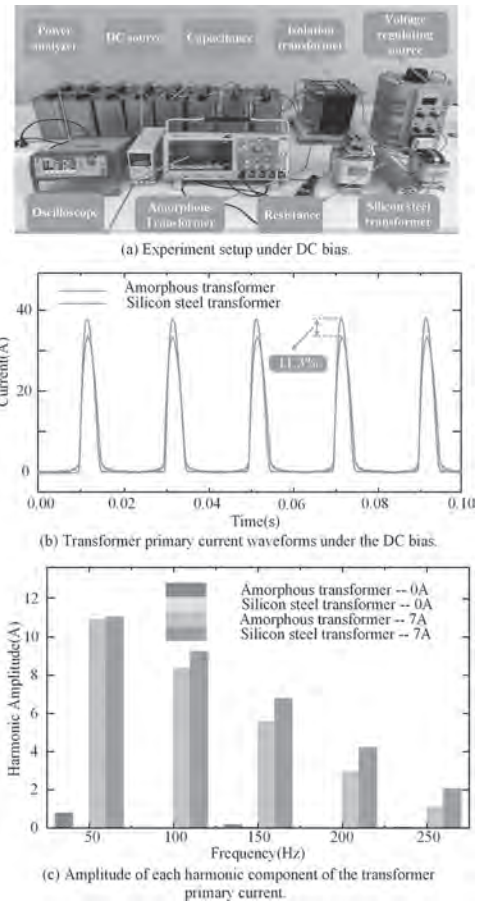 Power
analyzer
DC source
Capacitance
Isolation
transformer
Voltage
regulating
source
Oscilloscope
Amorphous
Transformer
Resistance
Silicon steel
transformer
(a) Experiment setup under DC bias.
Amorphous transformer
Silicon steel transformer
11.3%
Current(A)
40
20
0
0.00 0.02 0.04 0.06 0.08 0.10
Time(s)
(b) Transformer primary current waveforms under the DC bias.
Amorphous transformer -- 0A
Silicon steel transformer -- 0A
Amorphous transformer -- 7A
Silicon steel transformer -- 7A
Harmonic Amplitude(A)
12
10
8
6
4
2
0
50 100 150 200 250
Frequency(Hz)
(c) Amplitude of each harmonic component of the transformer
primary current.